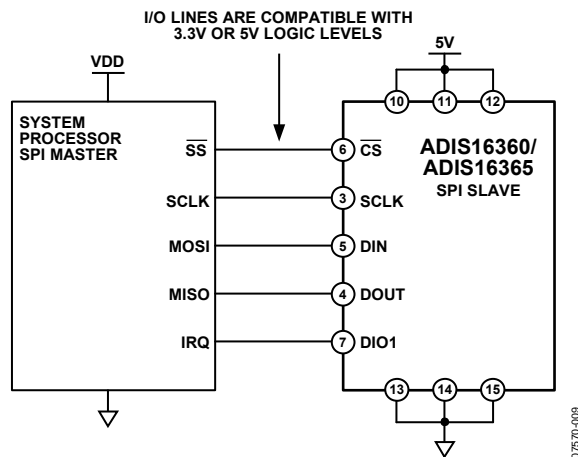 I/O LINES ARE COMPATIBLE WITH
3.3V OR 5V LOGIC LEVELS
VDD
5V
10
11
12
SYSTEM
PROCESSOR
SPI MASTER
ADIS16360/
ADIS16365
SPI SLAVE
SS
6
CS
SCLK
3
SCLK
MOSI
5
DIN
MISO
4
DOUT
IRQ
7
DIO1
13
14
15
07570-009